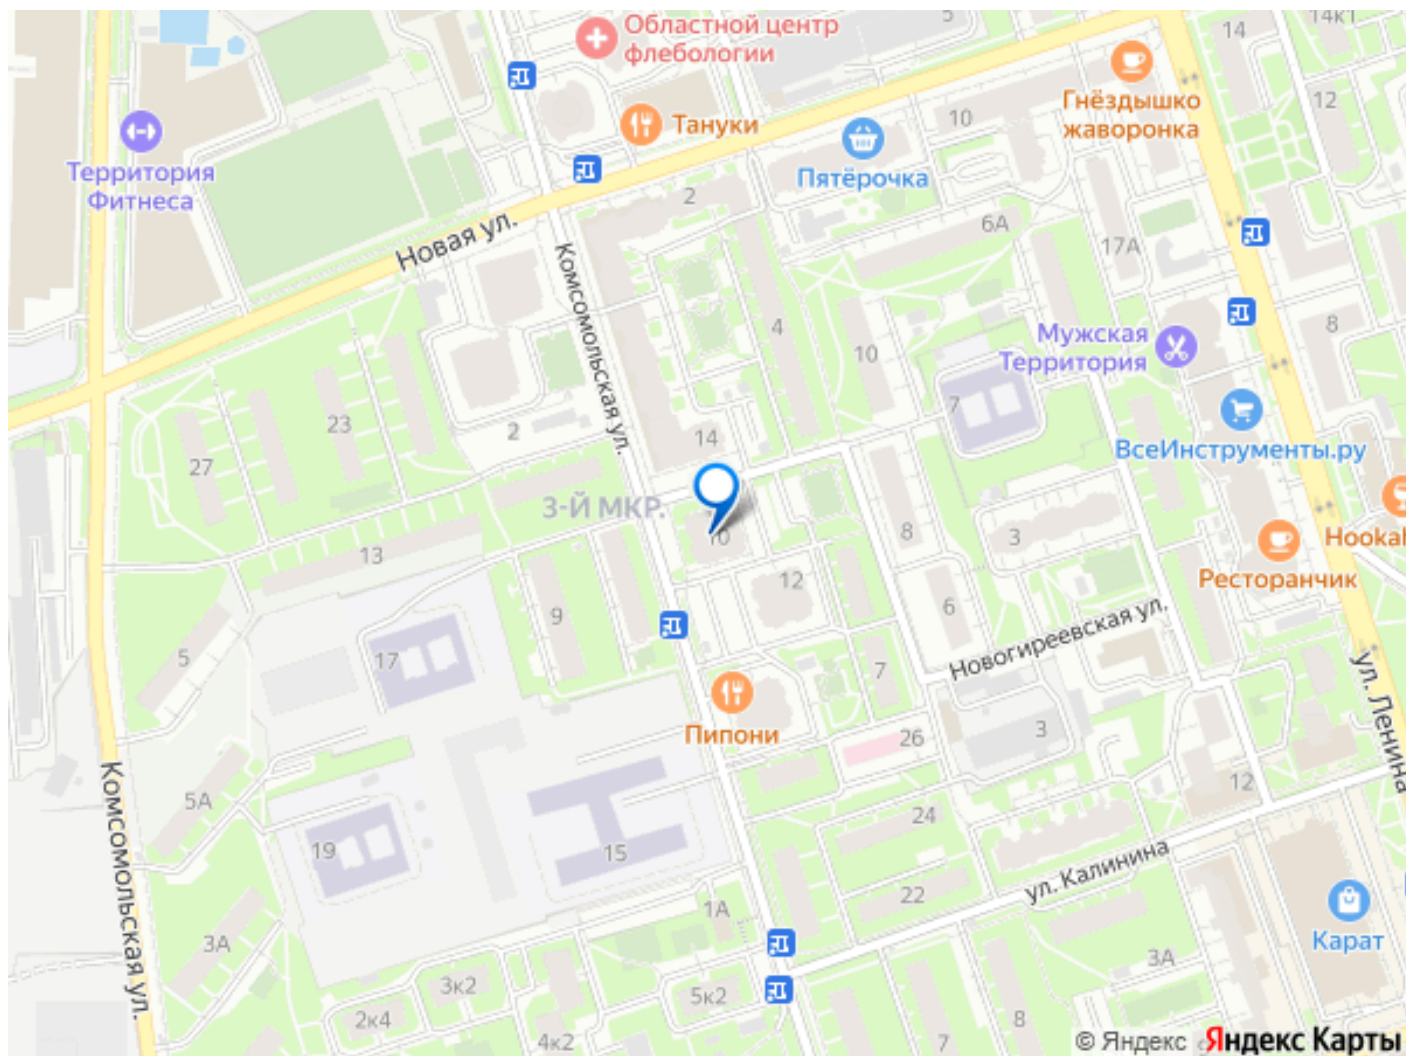 Областной центр
флебологии
5
14к1
14
Гнёздышко
жаворонка
12
10
Тануки
Территория
Фитнеса
Пятёрочка
2
6А
17А
Новая ул.
Комсомольская ул.
4
8
10
Мужская
Территория
7
23
2
14
27
ВсеИнструменты.ру
3-Й МКР.
13
10
8
3
Hookah
Ресторанчик
12
9
6
Новогиреевская ул.
5
17
7
ул. Ленина
Пипони
26
3
12
Комсомольская ул.
5А
24
19
15
ул. Калинина
22
1А
Карат
3А
3А
3к2
5к2
2к4
4к2
7
8
© Яндекс Яндекс Карты